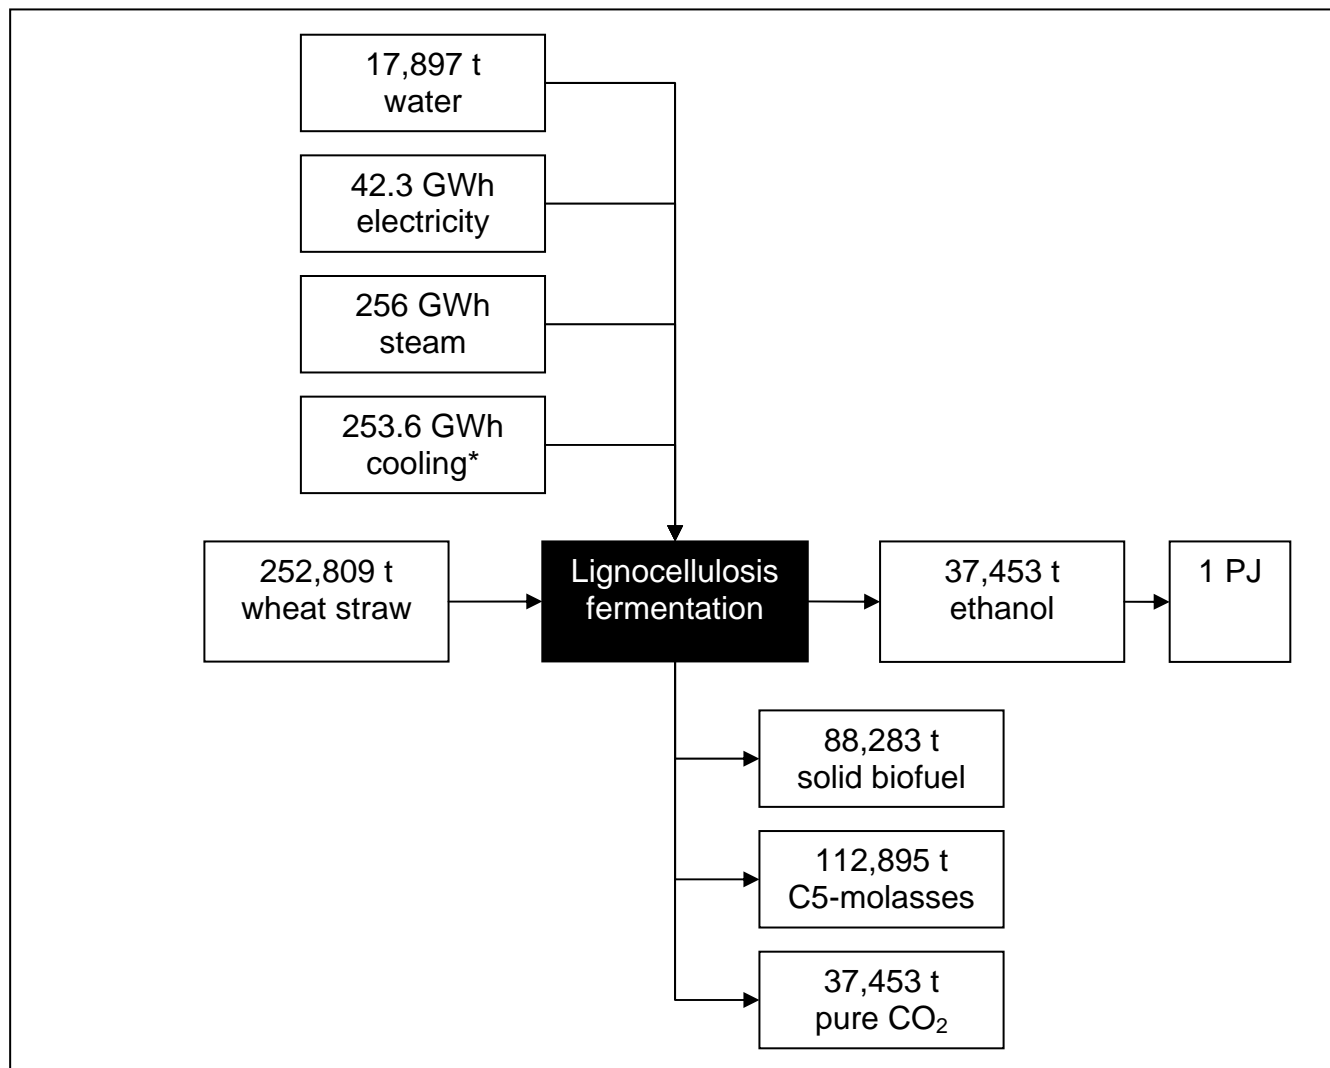 17,897 t
water
42.3 GWh
electricity
256 GWh
steam
253.6 GWh
cooling*
252,809 t
wheat straw
Lignocellulosis
fermentation
37,453 t
ethanol
1 PJ
88,283 t
solid biofuel
112,895 t
C5-molasses
37,453 t
pure CO₂